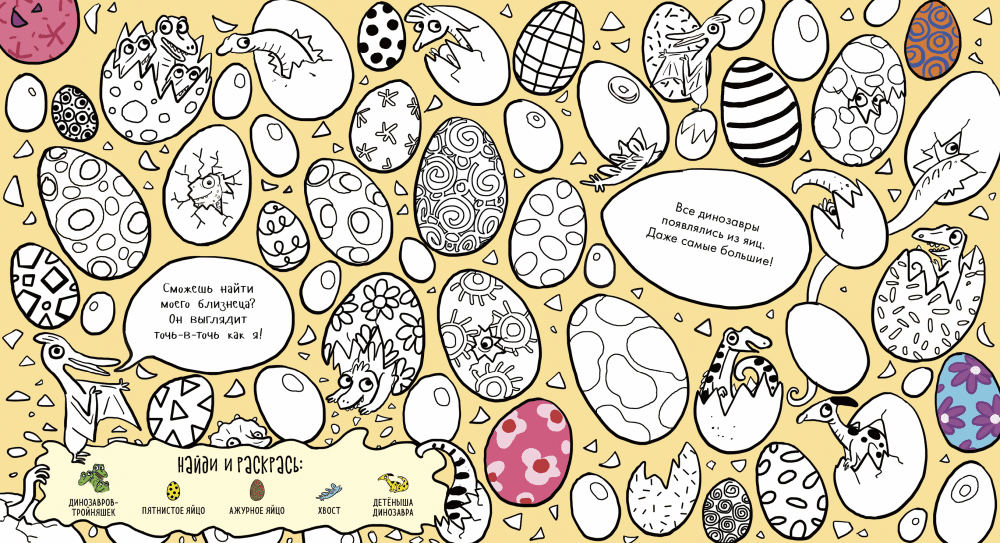 Все динозавры
появлялись из яиц.
Даже самые большие!
Сможешь найти
моего близнеца?
Он выглядит
точь-в-точь как я!
НАЙДИ И РАСКРАСЬ:
ДИНОЗАВРОВ-
ТРОЙНЯШЕК
ПЯТНИСТОЕ ЯЙЦО
АЖУРНОЕ ЯЙЦО
ХВОСТ
ДЕТЁНЫША
ДИНОЗАВРА